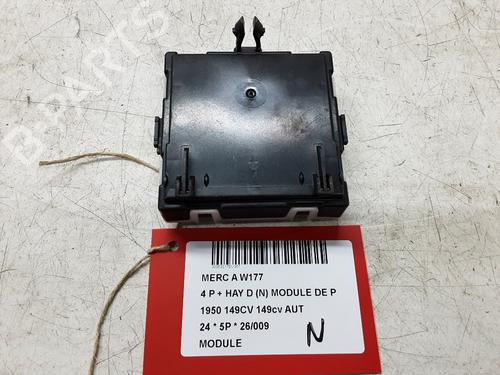 B-PARTS
MERC A W177
4 P + HAY D (N) MODULE DE P
1950 149CV 149cv AUT
24 * 5P * 26/009
MODULE
N